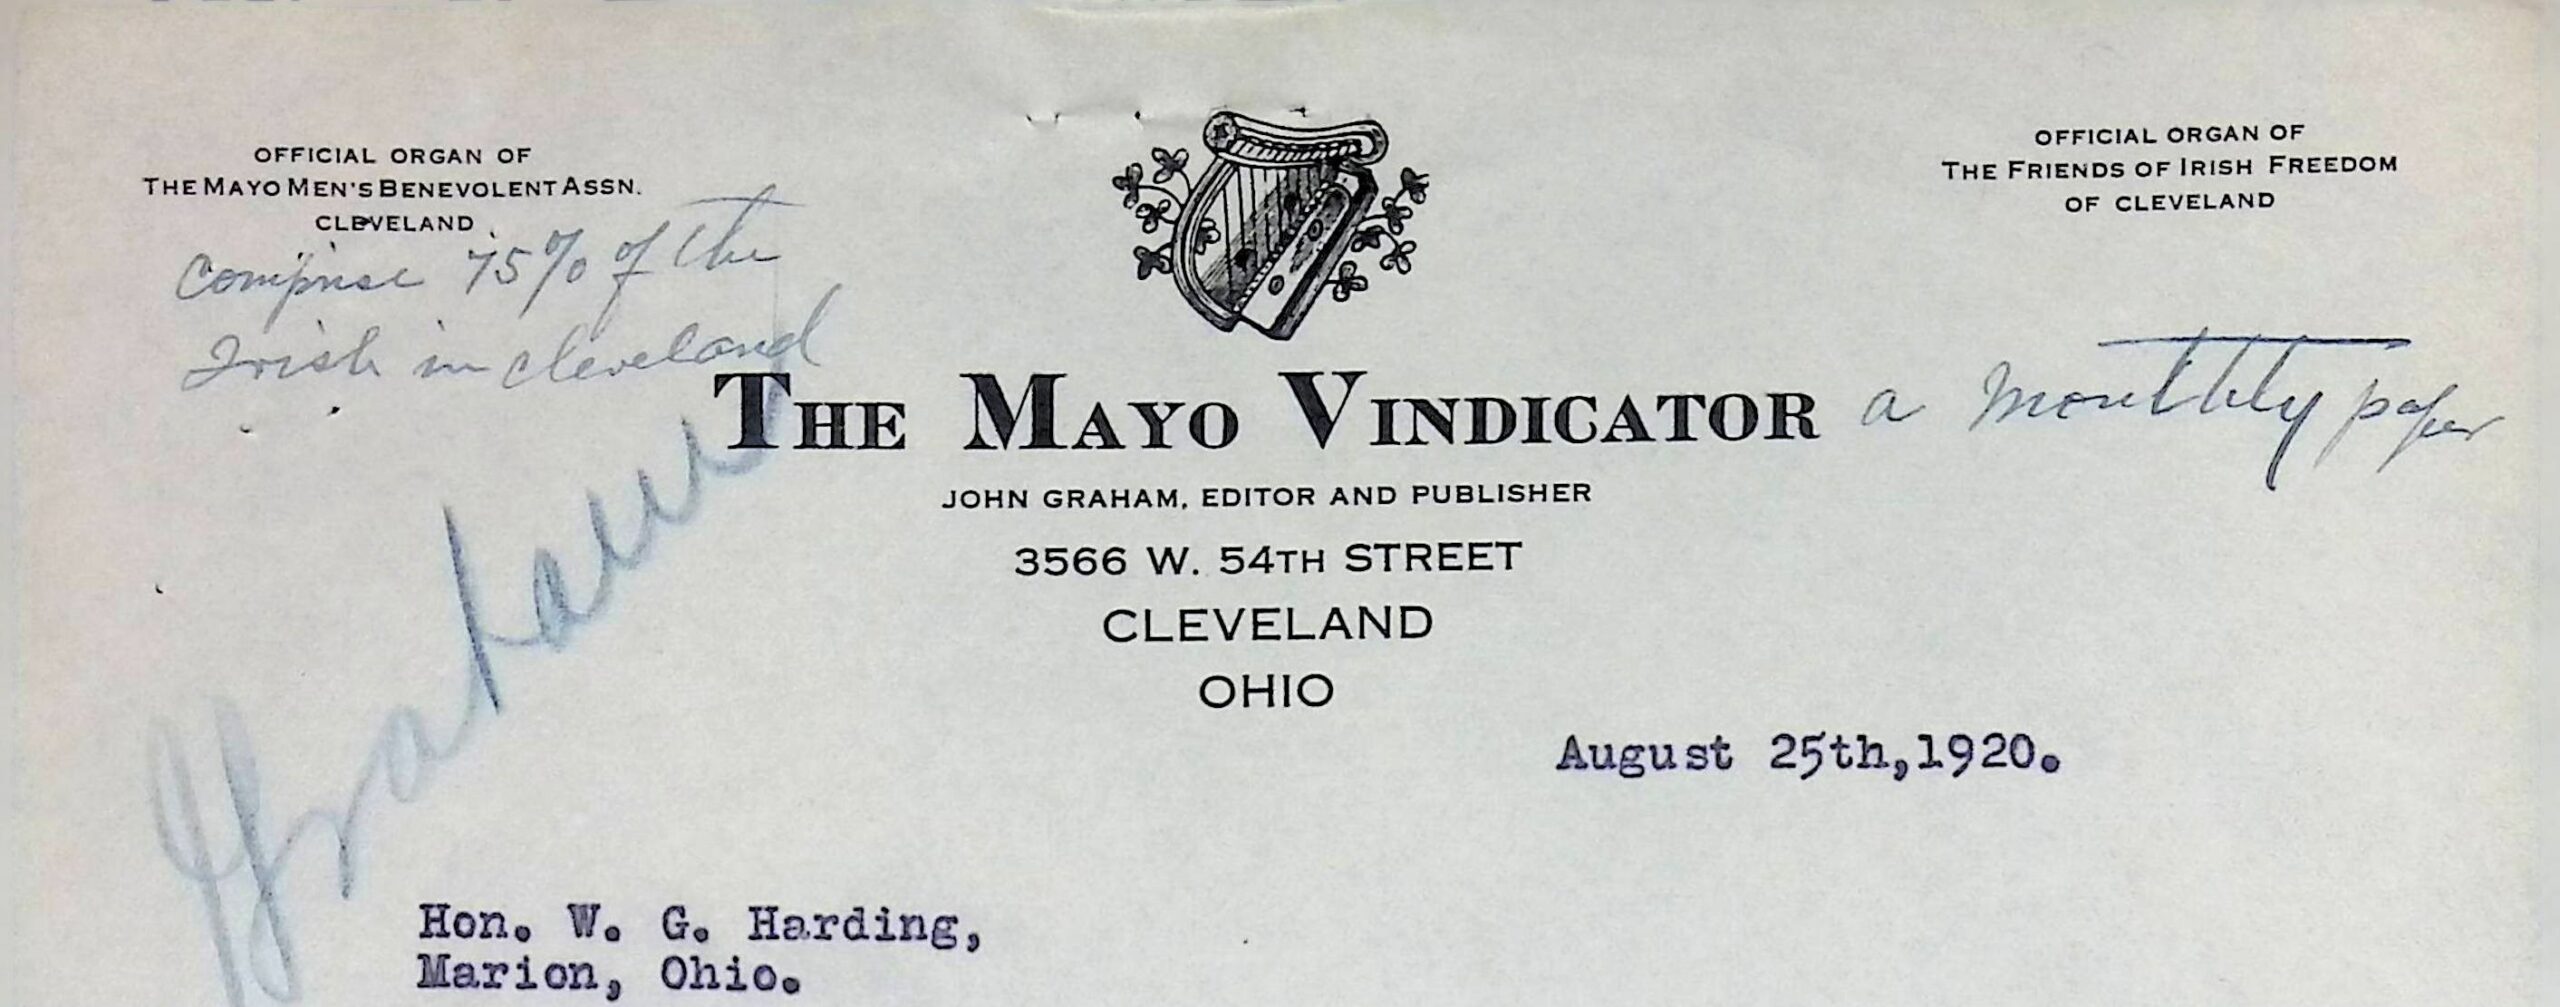 OFFICIAL ORGAN OF
THE MAYO MEN'S BENEVOLENT ASSN.
CLEVELAND
comprise 75% of the
Irish in Cleveland
OFFICIAL ORGAN OF
THE FRIENDS OF IRISH FREEDOM
OF CLEVELAND
THE MAYO VINDICATOR a monthly paper
JOHN GRAHAM, EDITOR AND PUBLISHER
3566 W. 54TH STREET
CLEVELAND
OHIO
Graham
August 25th,1920.
Hon. W. G. Harding,
Marion, Ohio.